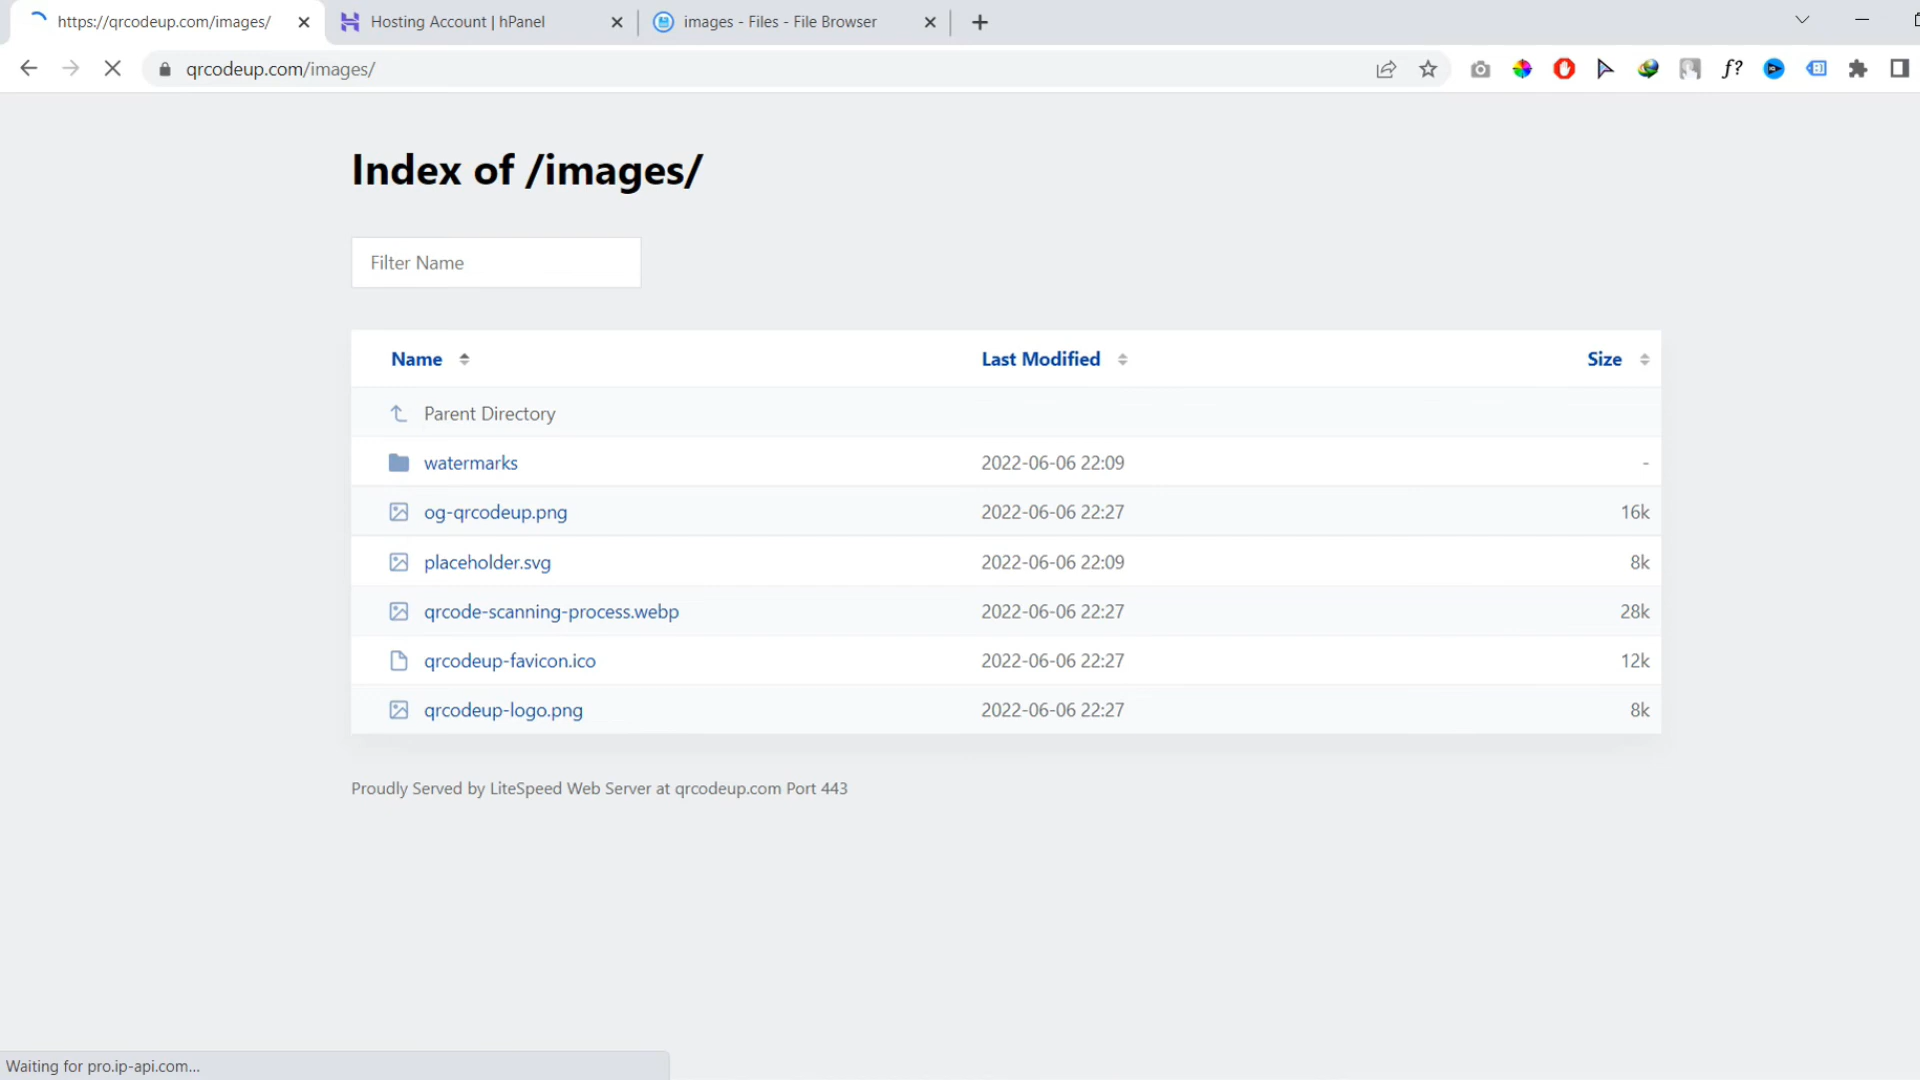 https://qrcodeup.com/images/
Hosting Account | hPanel
images - Files - File Browser
qrcodeup.com/images/
f?
Index of /images/
Filter Name
Name Last Modified Size
Parent Directory
watermarks 2022-06-06 22:09 -
og-qrcodeup.png 2022-06-06 22:27 16k
placeholder.svg 2022-06-06 22:09 8k
qrcode-scanning-process.webp 2022-06-06 22:27 28k
qrcodeup-favicon.ico 2022-06-06 22:27 12k
qrcodeup-logo.png 2022-06-06 22:27 8k
Proudly Served by LiteSpeed Web Server at qrcodeup.com Port 443
Waiting for pro.ip-api.com...